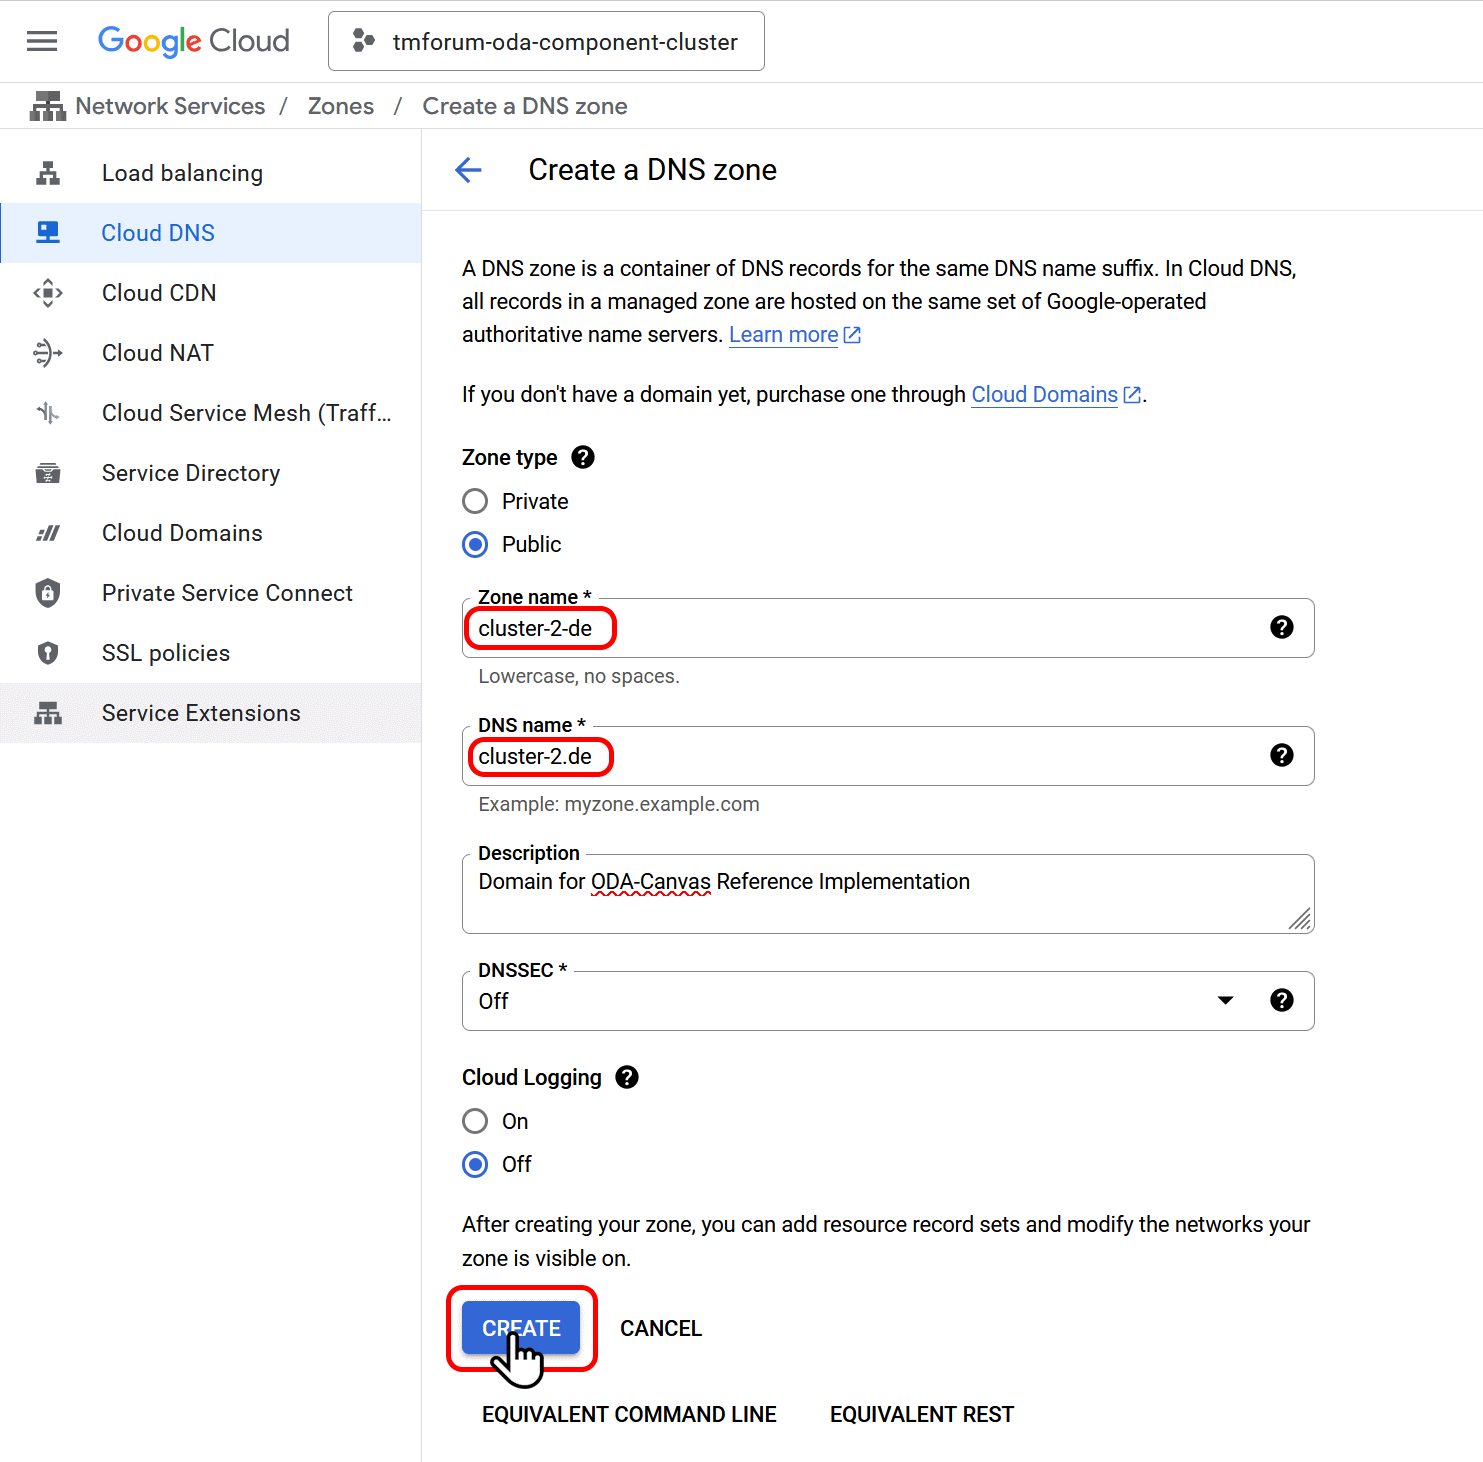 Google Cloud
tmforum-oda-component-cluster
Network Services / Zones / Create a DNS zone
Load balancing
Cloud DNS
Cloud CDN
Cloud NAT
Cloud Service Mesh (Traff...
Service Directory
Cloud Domains
Private Service Connect
SSL policies
Service Extensions
Create a DNS zone
A DNS zone is a container of DNS records for the same DNS name suffix. In Cloud DNS,
all records in a managed zone are hosted on the same set of Google-operated
authoritative name servers. Learn more
If you don't have a domain yet, purchase one through Cloud Domains.
Zone type
Private
Public
Zone name *
cluster-2-de
Lowercase, no spaces.
DNS name *
cluster-2.de
Example: myzone.example.com
Description
Domain for ODA-Canvas Reference Implementation
DNSSEC *
Off
Cloud Logging
On
Off
After creating your zone, you can add resource record sets and modify the networks your
zone is visible on.
CREATE
CANCEL
EQUIVALENT COMMAND LINE
EQUIVALENT REST